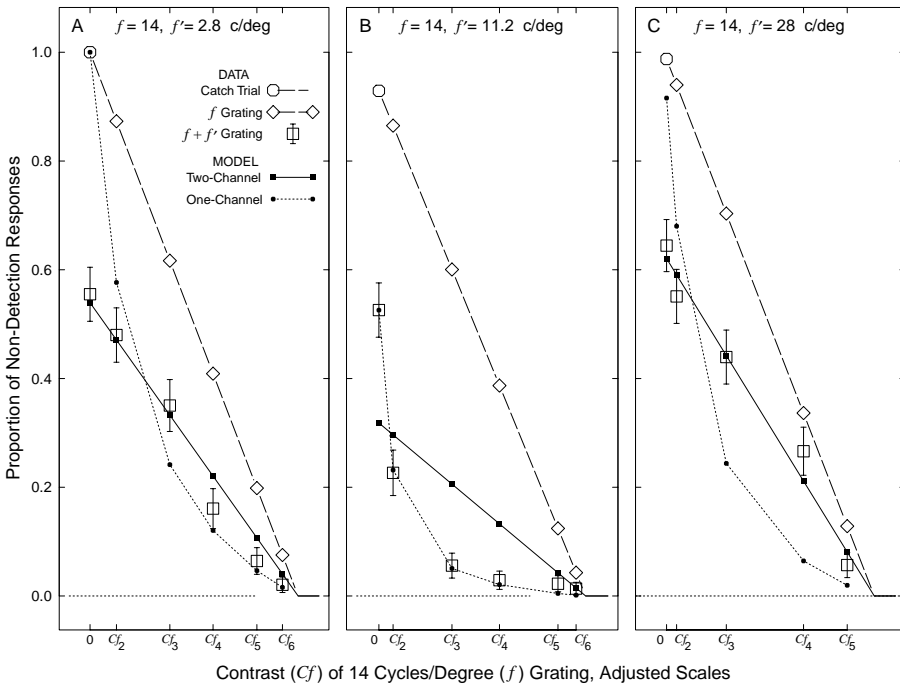 A
f = 14, f′= 2.8 c/deg
B
f = 14, f′= 11.2 c/deg
C
f = 14, f′= 28 c/deg
DATA
Catch Trial
f Grating
f + f′ Grating
MODEL
Two-Channel
One-Channel
Proportion of Non-Detection Responses
1.0
0.8
0.6
0.4
0.2
0.0
0 Cf2 Cf3 Cf4 Cf5 Cf6
0 Cf2 Cf3 Cf4 Cf5 Cf6
0 Cf2 Cf3 Cf4 Cf5
Contrast (Cf) of 14 Cycles/Degree (f) Grating, Adjusted Scales